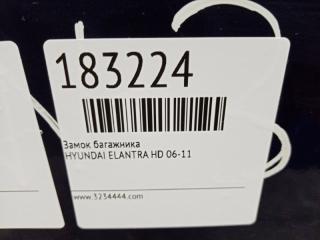 183224
Замок багажника
HYUNDAI ELANTRA HD 06-11
www.3234444.com